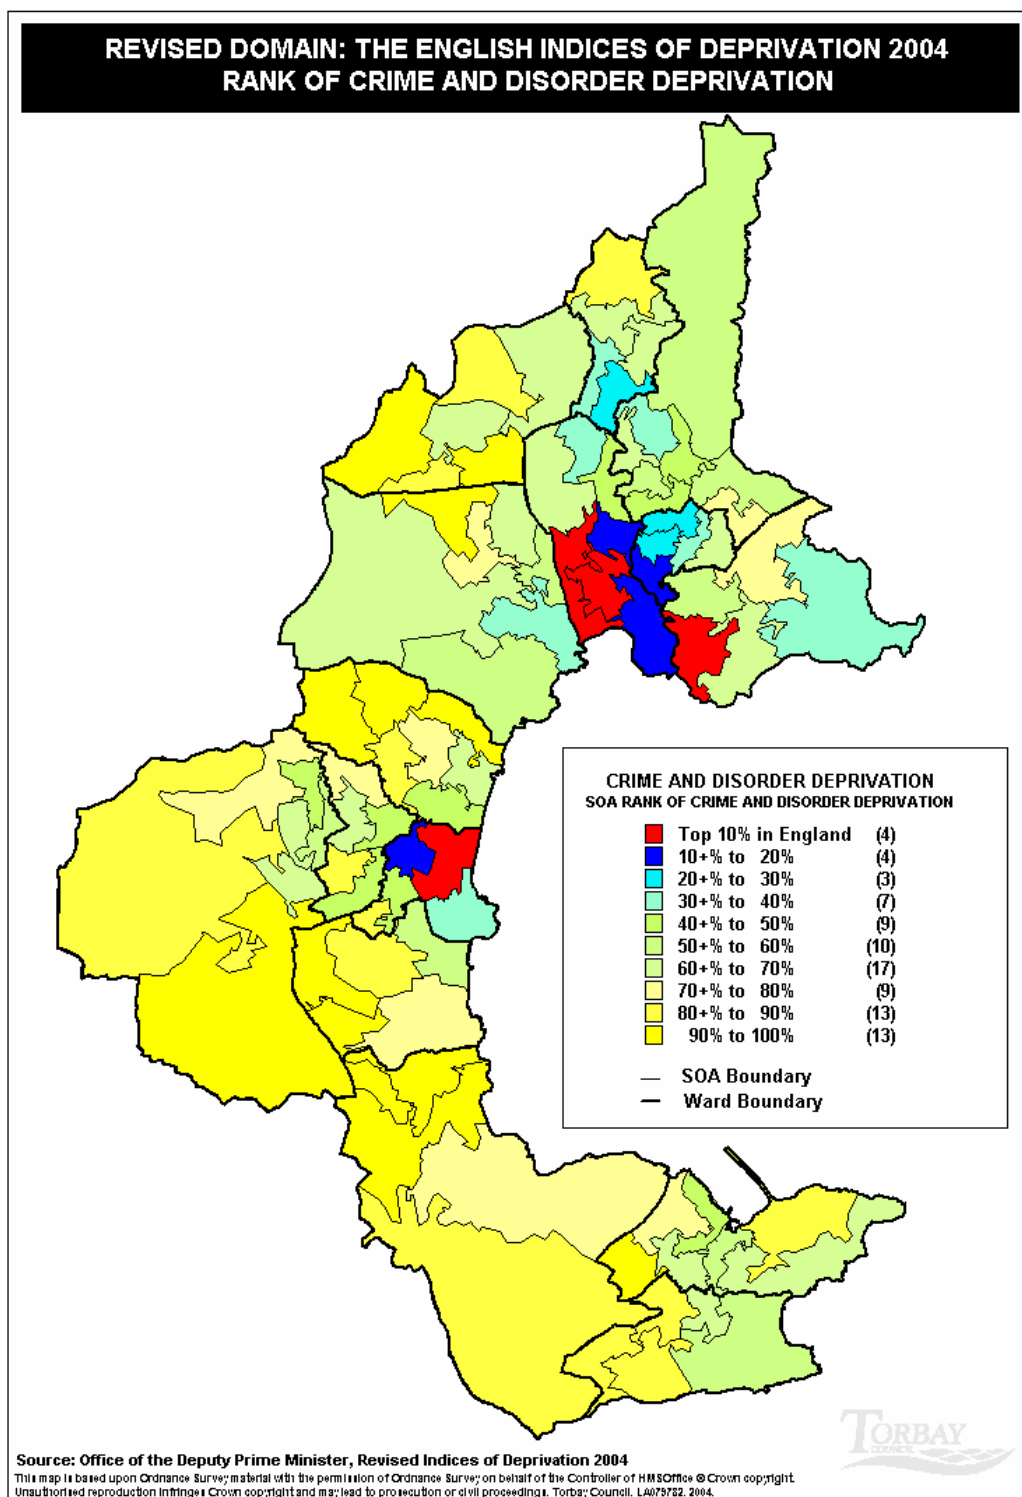 REVISED DOMAIN: THE ENGLISH INDICES OF DEPRIVATION 2004
RANK OF CRIME AND DISORDER DEPRIVATION
CRIME AND DISORDER DEPRIVATION
SOA RANK OF CRIME AND DISORDER DEPRIVATION
Top 10% in England (4)
10+% to 20% (4)
20+% to 30% (3)
30+% to 40% (7)
40+% to 50% (9)
50+% to 60% (10)
60+% to 70% (17)
70+% to 80% (9)
80+% to 90% (13)
90% to 100% (13)
SOA Boundary
Ward Boundary
TORBAY
COUNCIL
Source: Office of the Deputy Prime Minister, Revised Indices of Deprivation 2004
This map is based upon Ordnance Survey material with the permission of Ordnance Survey on behalf of the Controller of HMSOffice © Crown copyright.
Unauthorised reproduction infringes Crown copyright and may lead to prosecution or civil proceedings. Torbay Council. LA079782. 2004.